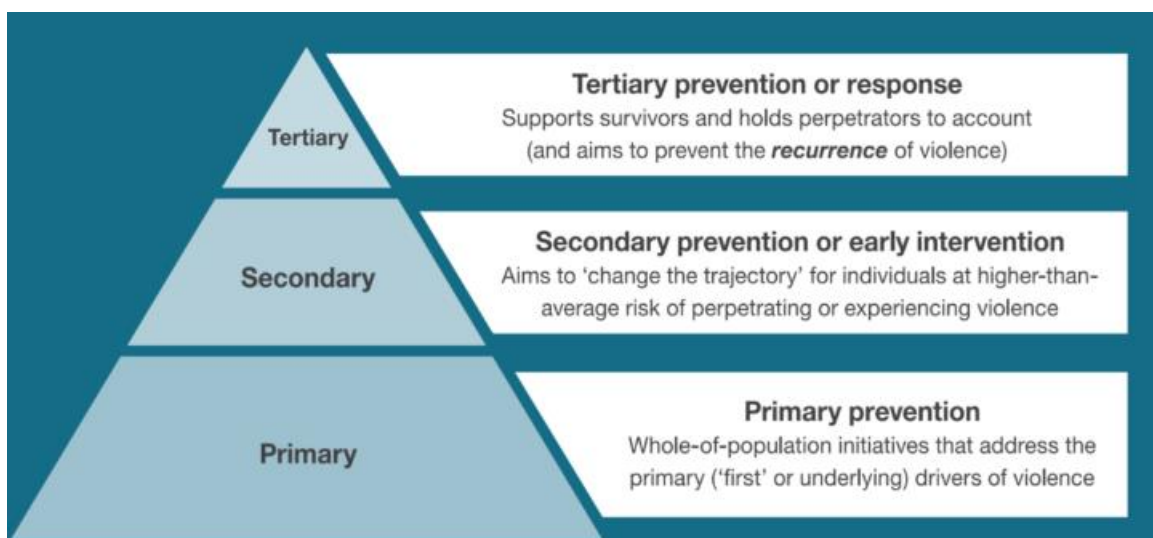 Tertiary
Tertiary prevention or response
Supports survivors and holds perpetrators to account
(and aims to prevent the recurrence of violence)
Secondary
Secondary prevention or early intervention
Aims to ‘change the trajectory’ for individuals at higher-than-
average risk of perpetrating or experiencing violence
Primary
Primary prevention
Whole-of-population initiatives that address the
primary (‘first’ or underlying) drivers of violence